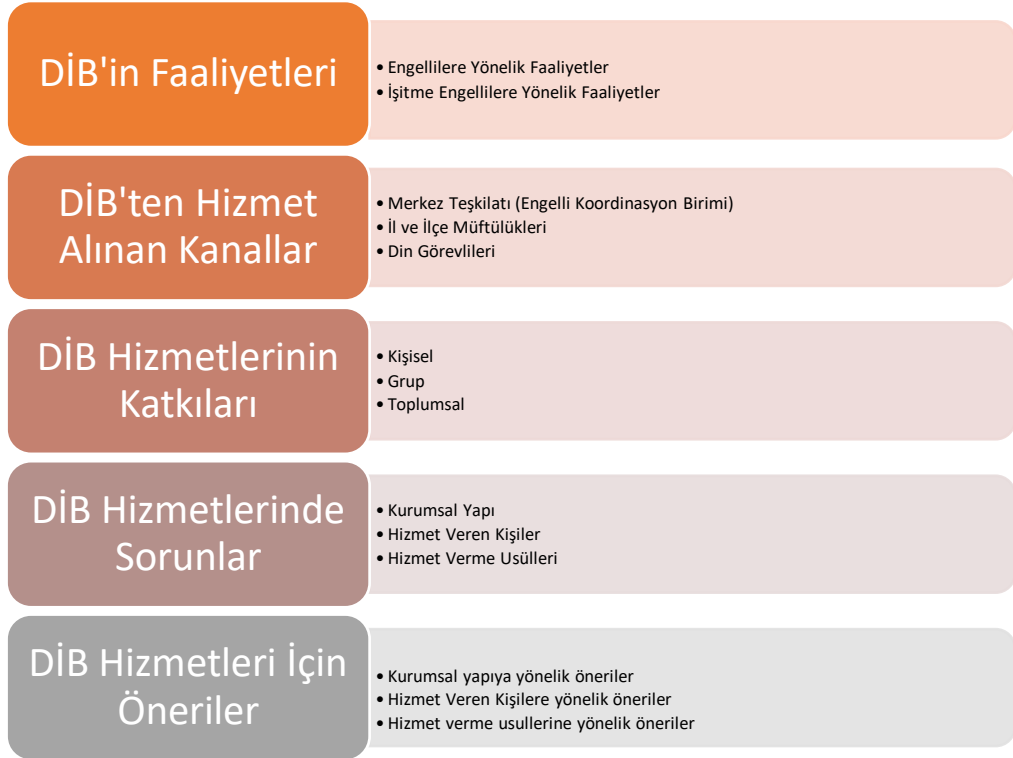 DİB'in Faaliyetleri
• Engellilere Yönelik Faaliyetler
• İşitme Engellilere Yönelik Faaliyetler
DİB'ten Hizmet
Alınan Kanallar
• Merkez Teşkilatı (Engelli Koordinasyon Birimi)
• İl ve İlçe Müftülükleri
• Din Görevlileri
DİB Hizmetlerinin
Katkıları
• Kişisel
• Grup
• Toplumsal
DİB Hizmetlerinde
Sorunlar
• Kurumsal Yapı
• Hizmet Veren Kişiler
• Hizmet Verme Usülleri
DİB Hizmetleri İçin
Öneriler
• Kurumsal yapıya yönelik öneriler
• Hizmet Veren Kişilere yönelik öneriler
• Hizmet verme usullerine yönelik öneriler